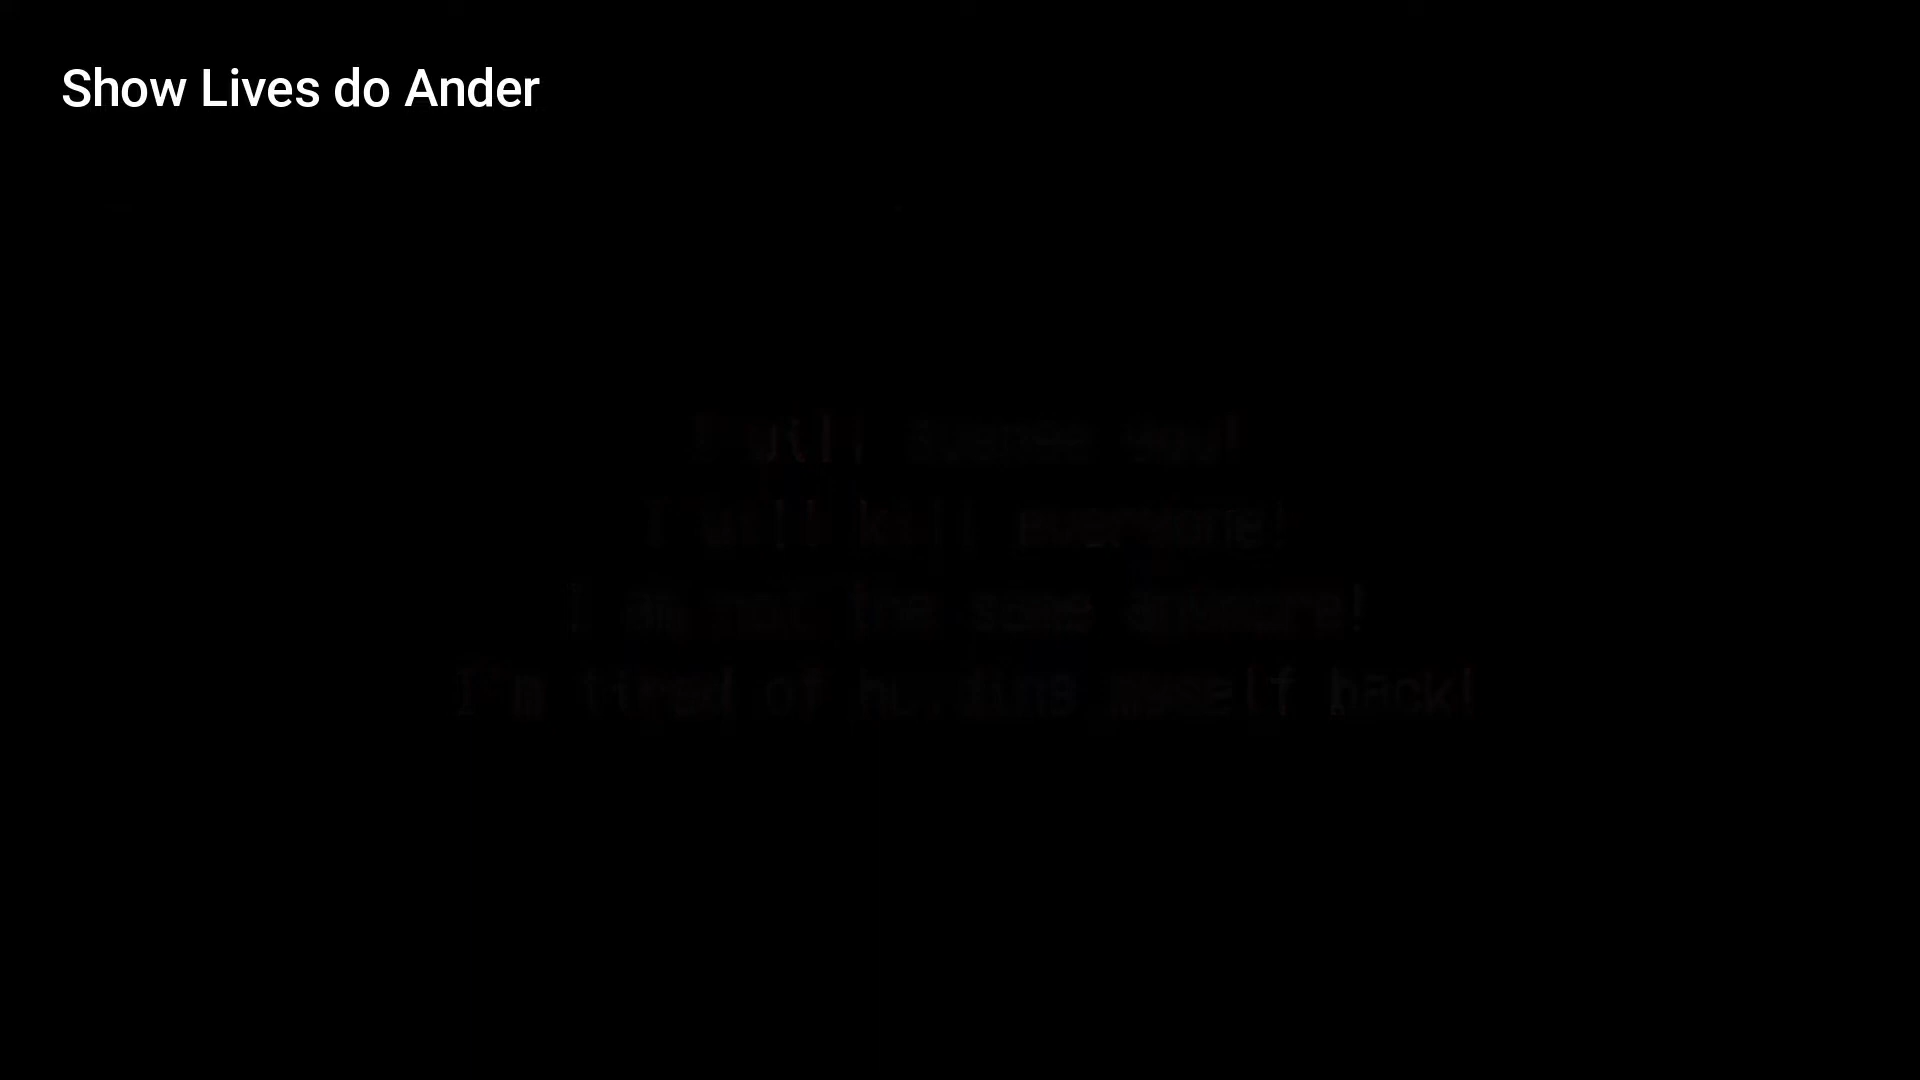 Show Lives do Ander
I will avenge you!
I will kill everyone!
I am not the same anymore!
I'm tired of holding myself back!